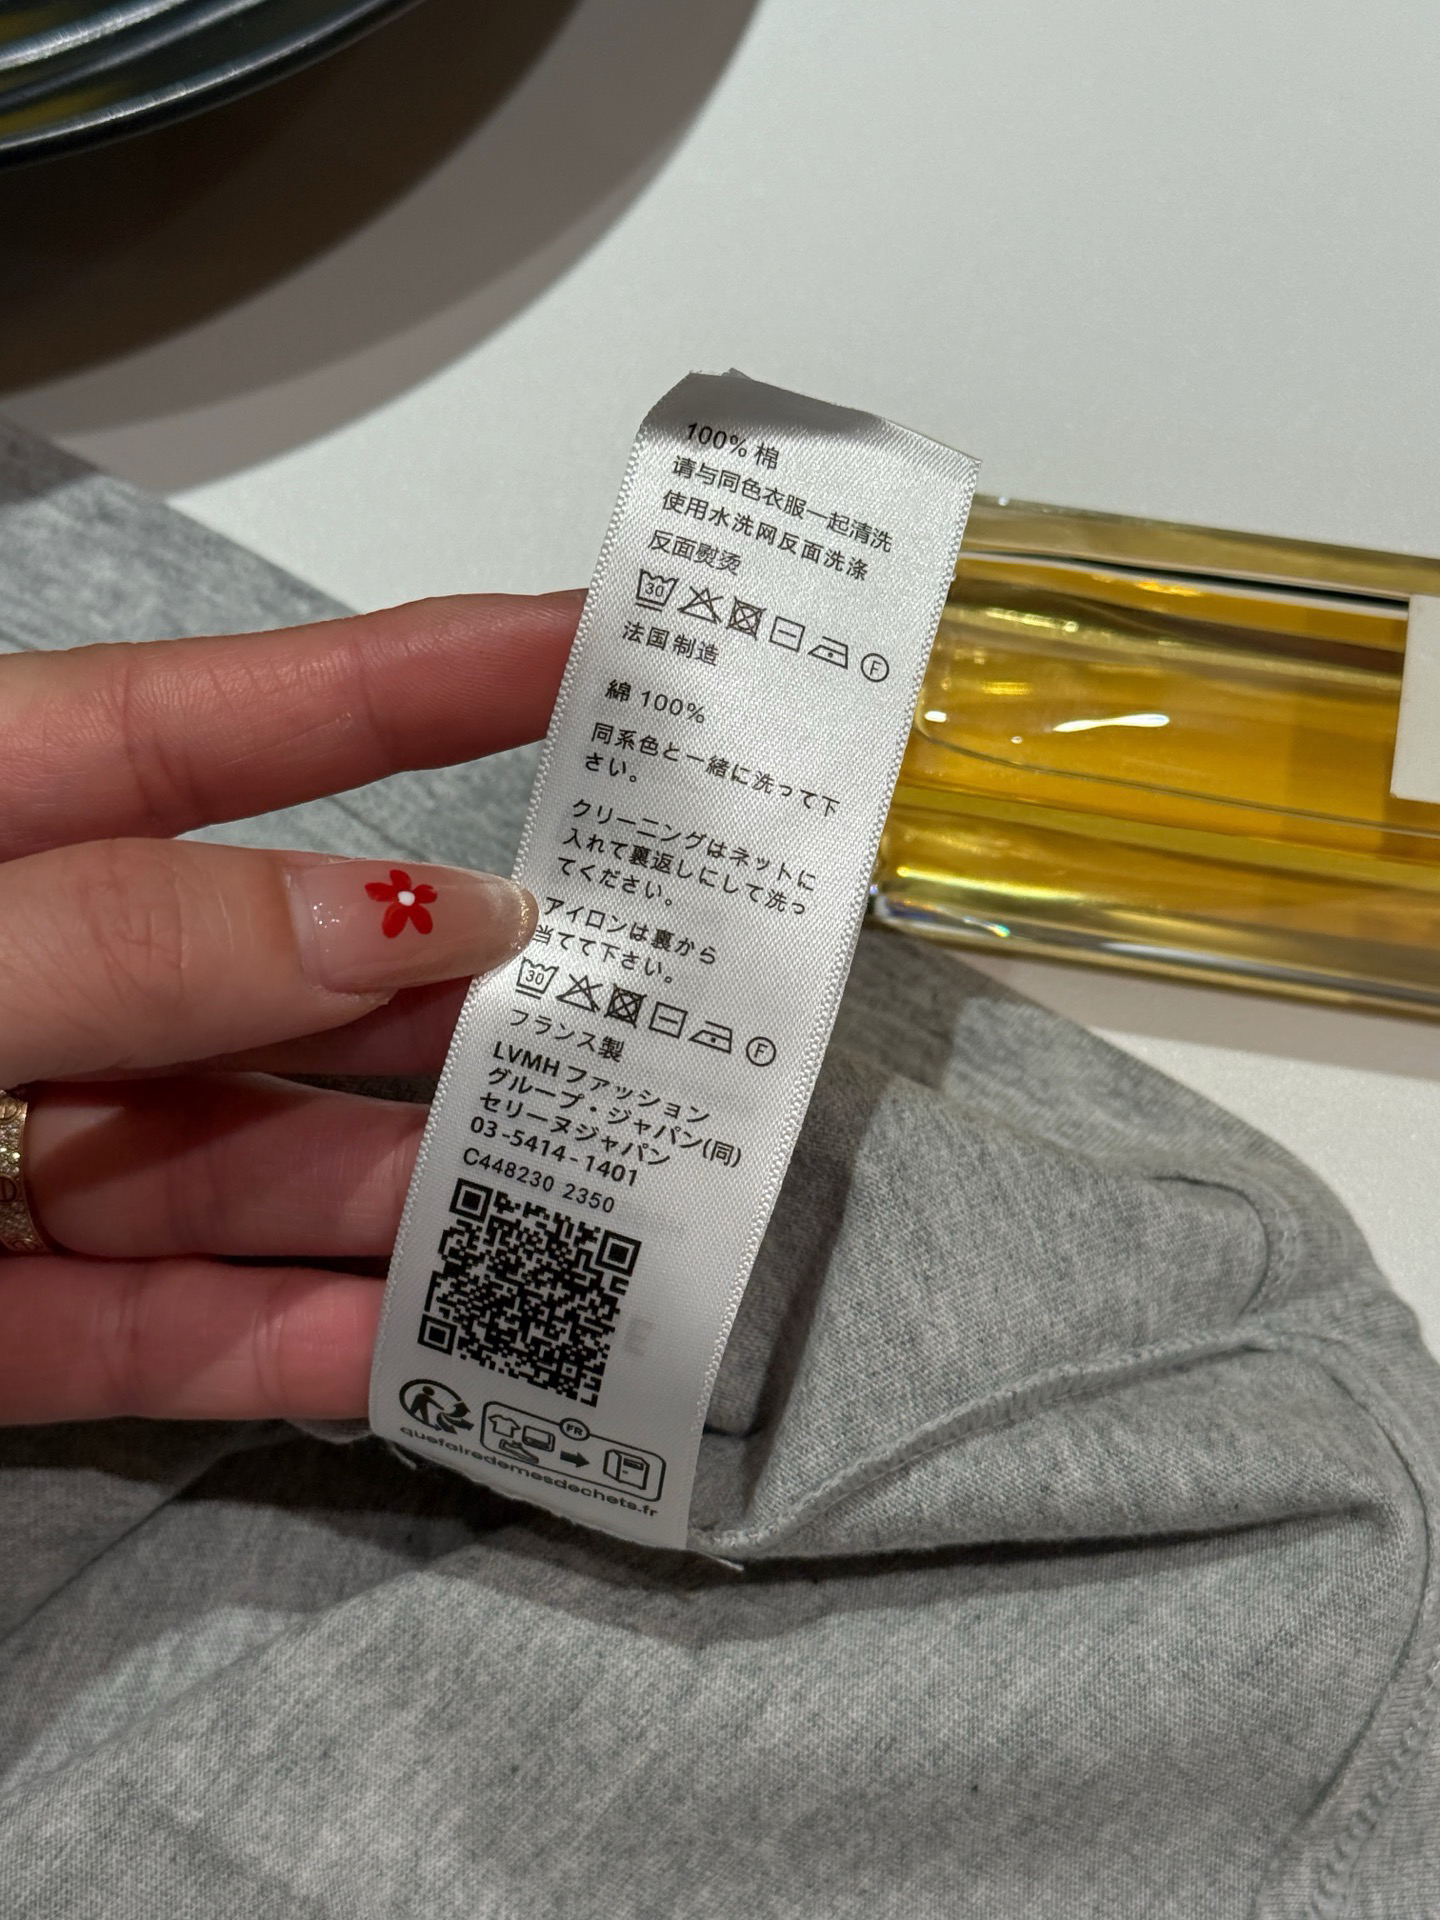 100% 棉
请与同色衣服一起清洗
使用水洗网反面洗涤
反面熨烫
30 F
法国制造
綿 100%
同系色と一緒に洗って下
さい。
クリーニングはネットに
入れて裏返しにして洗っ
てください。
アイロンは裏から
当てて下さい。
30 F
フランス製
LVMH ファッション
グループ・ジャパン(同)
セリーヌジャパン
03-5414-1401
C448230 2350
FR
quefairedemesdechets.fr